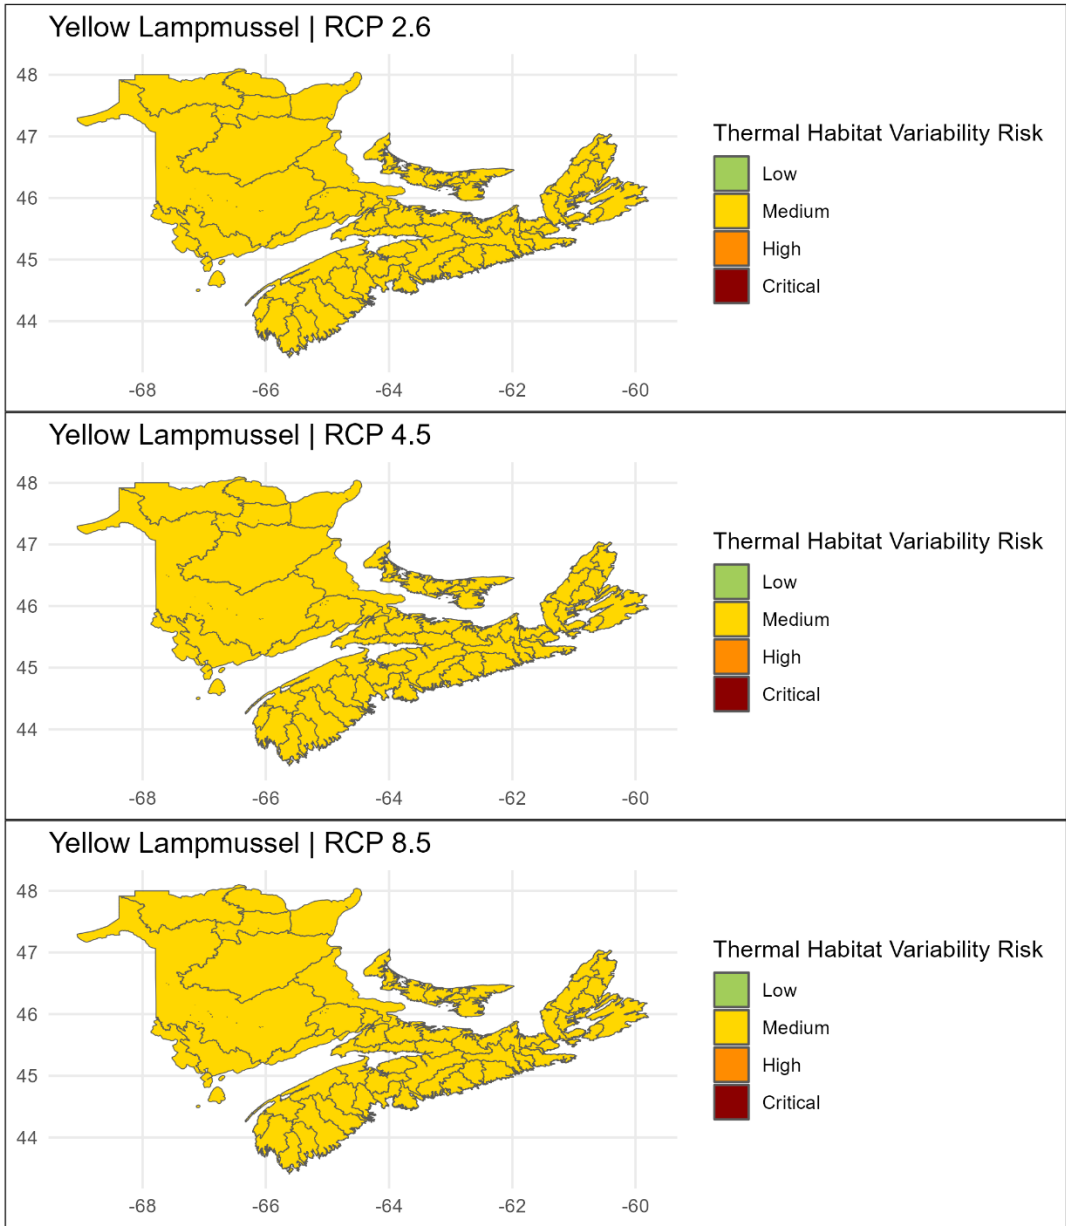 Yellow Lampmussel | RCP 2.6
48
47
46
45
44
-68 -66 -64 -62 -60
Thermal Habitat Variability Risk
Low
Medium
High
Critical
Yellow Lampmussel | RCP 4.5
48
47
46
45
44
-68 -66 -64 -62 -60
Thermal Habitat Variability Risk
Low
Medium
High
Critical
Yellow Lampmussel | RCP 8.5
48
47
46
45
44
-68 -66 -64 -62 -60
Thermal Habitat Variability Risk
Low
Medium
High
Critical